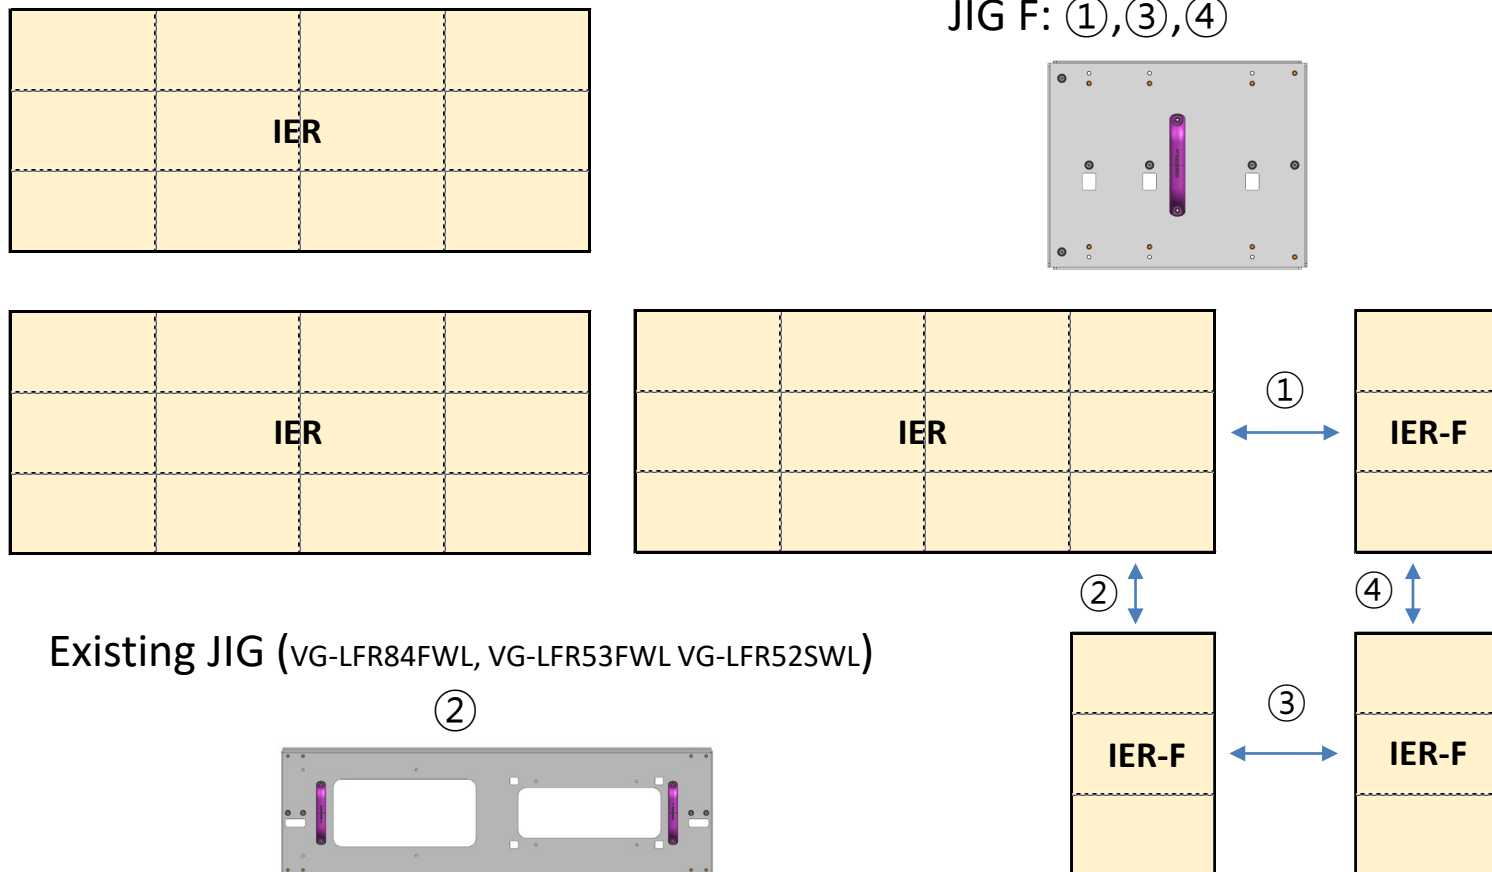 JIG F: ①,③,④
IER
IER
IER
①
IER-F
②
④
Existing JIG (VG-LFR84FWL, VG-LFR53FWL VG-LFR52SWL)
②
③
IER-F
IER-F